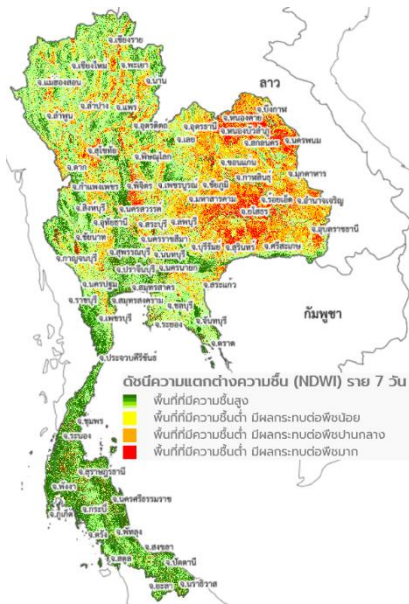 จ.เชียงราย
จ.เชียงใหม่
จ.พะเยา
จ.แม่ฮ่องสอน
จ.น่าน
จ.ลำปาง
จ.แพร่
จ.ลำพูน
จ.อุตรดิตถ์
ลาว
จ.บึงกาฬ
จ.หนองคาย
จ.อุดรธานี
จ.หนองบัวลำภู
จ.เลย
จ.สกลนคร
จ.นครพนม
จ.สุโขทัย
จ.พิษณุโลก
จ.ตาก
จ.ขอนแก่น
จ.มุกดาหาร
จ.กำแพงเพชร
จ.พิจิตร
จ.เพชรบูรณ์
จ.ชัยภูมิ
จ.กาฬสินธุ์
จ.มหาสารคาม
จ.ร้อยเอ็ด
จ.อำนาจเจริญ
จ.สิงหบุรี
จ.นครสวรรค์
จ.ยโสธร
จ.อุทัยธานี
จ.สระบุรี
จ.ลพบุรี
จ.อุบลราชธานี
จ.ชัยนาท
จ.นครราชสีมา
จ.บุรีรัมย์
จ.สุรินทร์
จ.ศรีสะเกษ
จ.สุพรรณบุรี
จ.นนทบุรี
จ.กาญจนบุรี
จ.ปราจีนบุรี
จ.นครนายก
จ.นครปฐม
จ.สมุทรสาคร
จ.สระแก้ว
จ.ราชบุรี
จ.สมุทรสงคราม
จ.ชลบุรี
จ.เพชรบุรี
จ.ระยอง
จ.จันทบุรี
กัมพูชา
จ.ตราด
จ.ประจวบคีรีขันธ์
ดัชนีความแตกต่างความชื้น (NDWI) ราย 7 วัน
พื้นที่ที่มีความชื้นสูง
พื้นที่ที่มีความชื้นต่ำ มีผลกระทบต่อพืชน้อย
พื้นที่ที่มีความชื้นต่ำ มีผลกระทบต่อพืชปานกลาง
พื้นที่ที่มีความชื้นต่ำ มีผลกระทบต่อพืชมาก
จ.ชุมพร
จ.ระนอง
จ.สุราษฎรธานี
จ.พังงา
จ.นครศรีธรรมราช
จ.กระบี่
จ.ภูเก็ต
จ.ตรัง
จ.พัทลุง
จ.สงขลา
จ.สตูล
จ.ปัตตานี
จ.ยะลา
จ.นราธิวาส